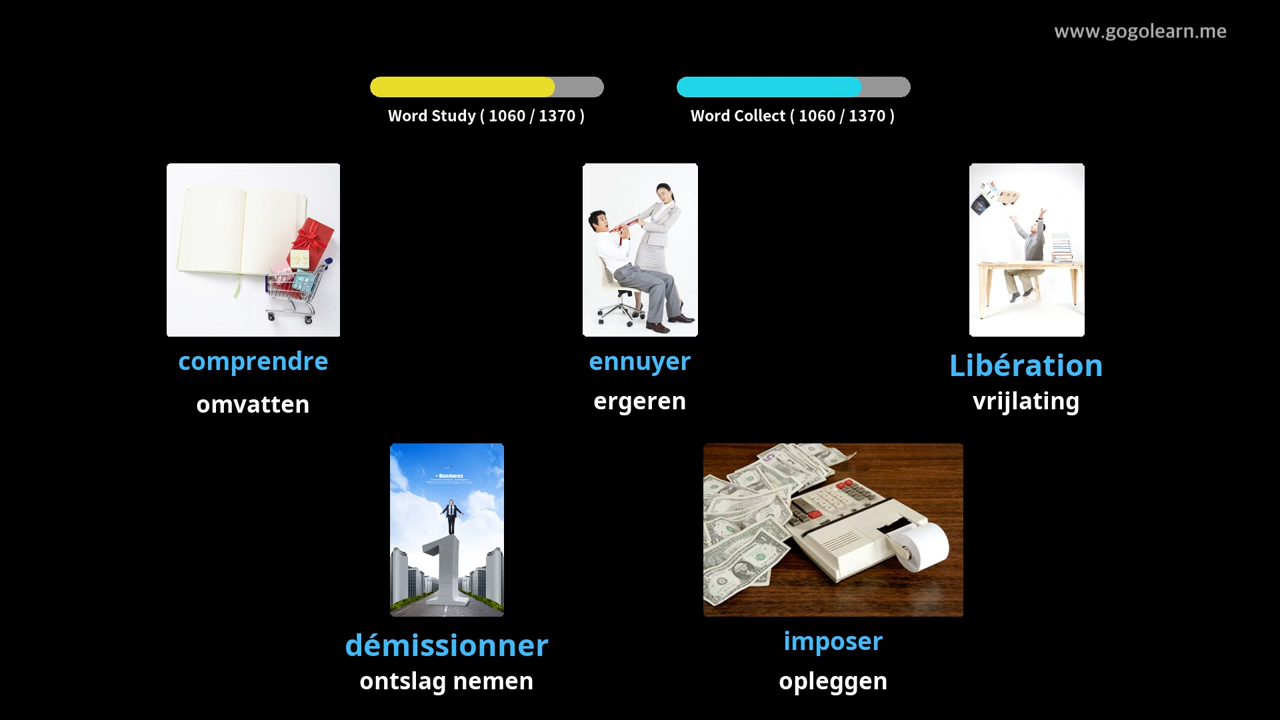 www.gogolearn.me
Word Study ( 1060 / 1370 )
Word Collect ( 1060 / 1370 )
comprendre
omvatten
ennuyer
ergeren
Libération
vrijlating
Business
démissionner
ontslag nemen
imposer
opleggen